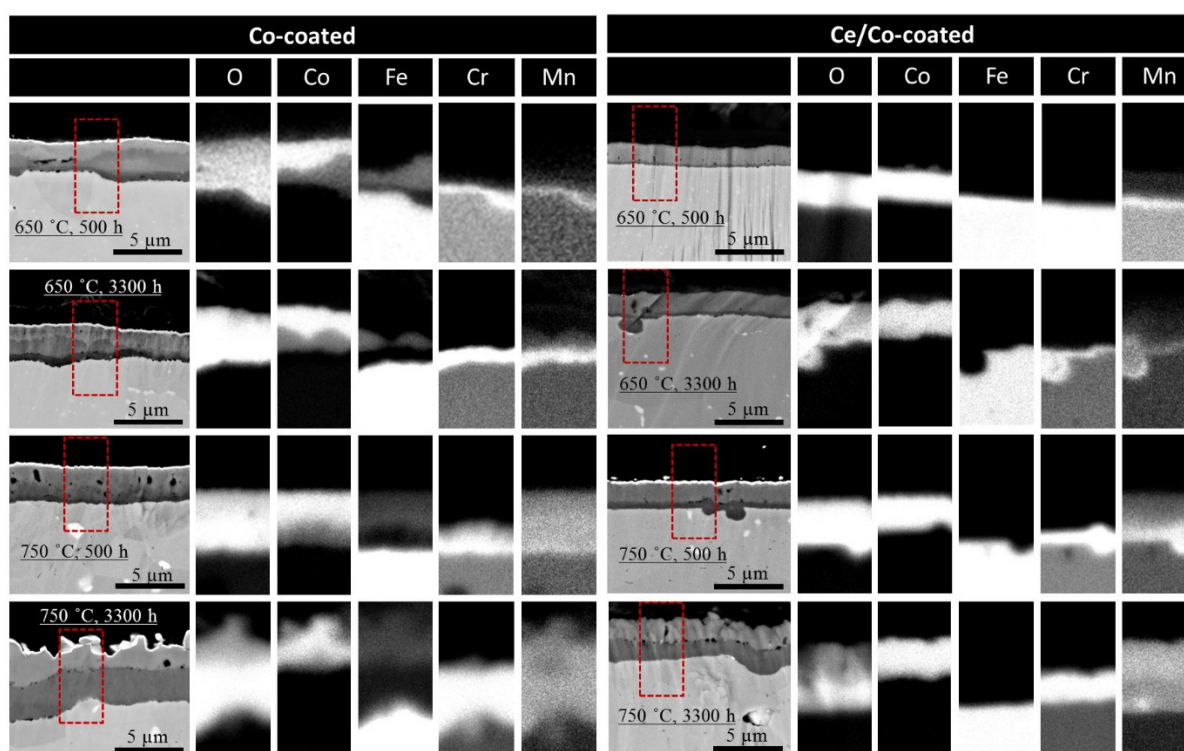 Co-coated
Ce/Co-coated
O Co Fe Cr Mn
O Co Fe Cr Mn
650 ˚C, 500 h
5 µm
650 ˚C, 500 h
5 µm
650 ˚C, 3300 h
5 µm
650 ˚C, 3300 h
5 µm
750 ˚C, 500 h
5 µm
750 ˚C, 500 h
5 µm
750 ˚C, 3300 h
5 µm
750 ˚C, 3300 h
5 µm